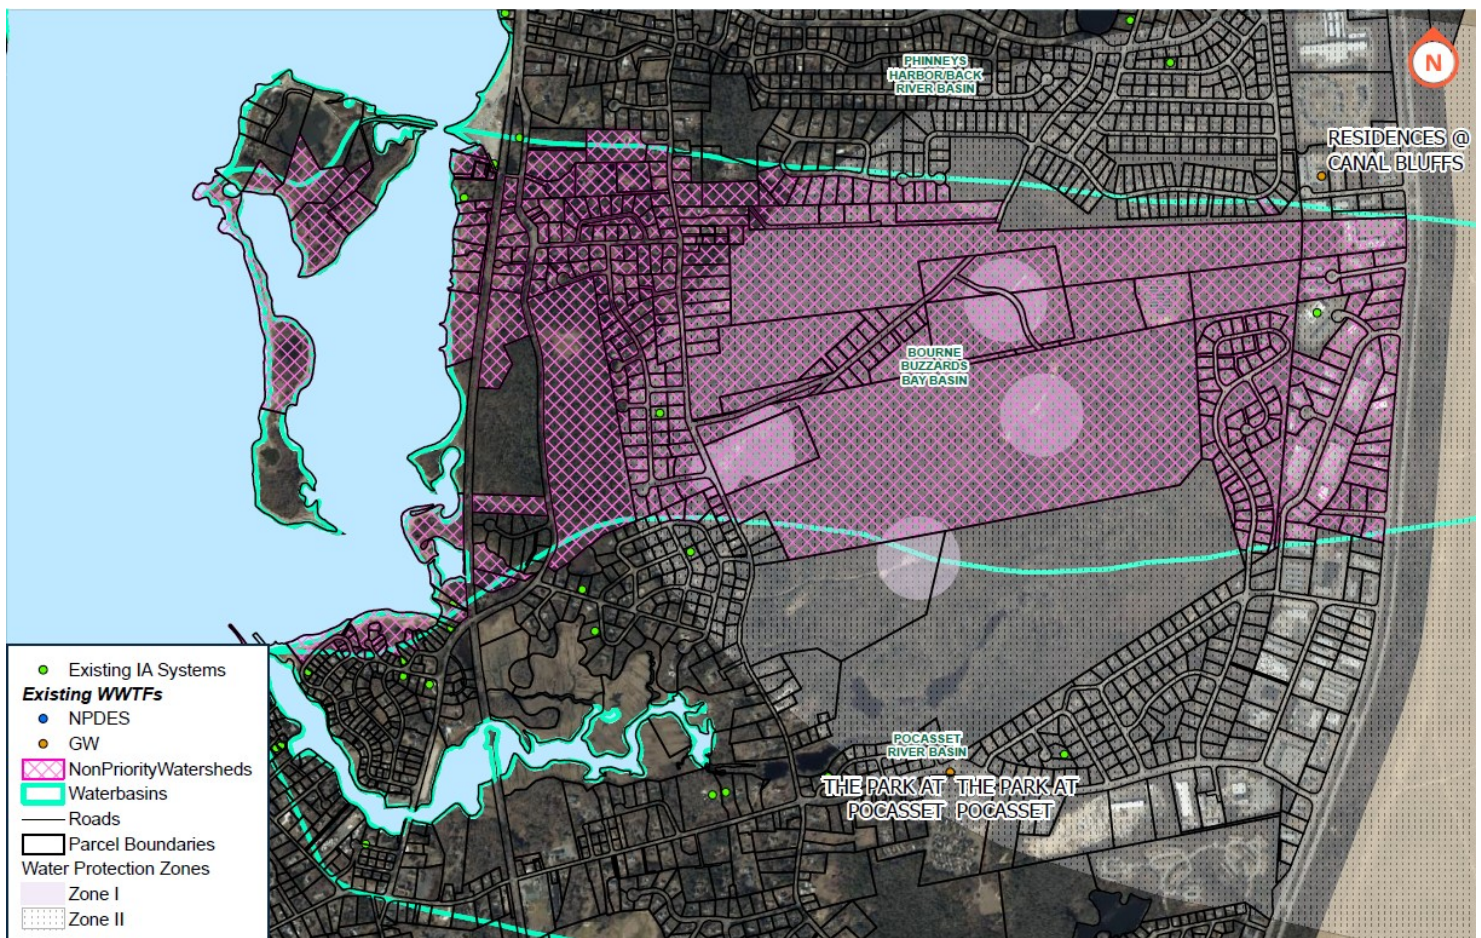 PHINNEYS
HARBOR/BACK
RIVER BASIN
N
RESIDENCES @
CANAL BLUFFS
BOURNE
BUZZARDS
BAY BASIN
POCASSET
RIVER BASIN
THE PARK AT
POCASSET
THE PARK AT
POCASSET
Existing IA Systems
Existing WWTFs
NPDES
GW
NonPriorityWatersheds
Waterbasins
Roads
Parcel Boundaries
Water Protection Zones
Zone I
Zone II